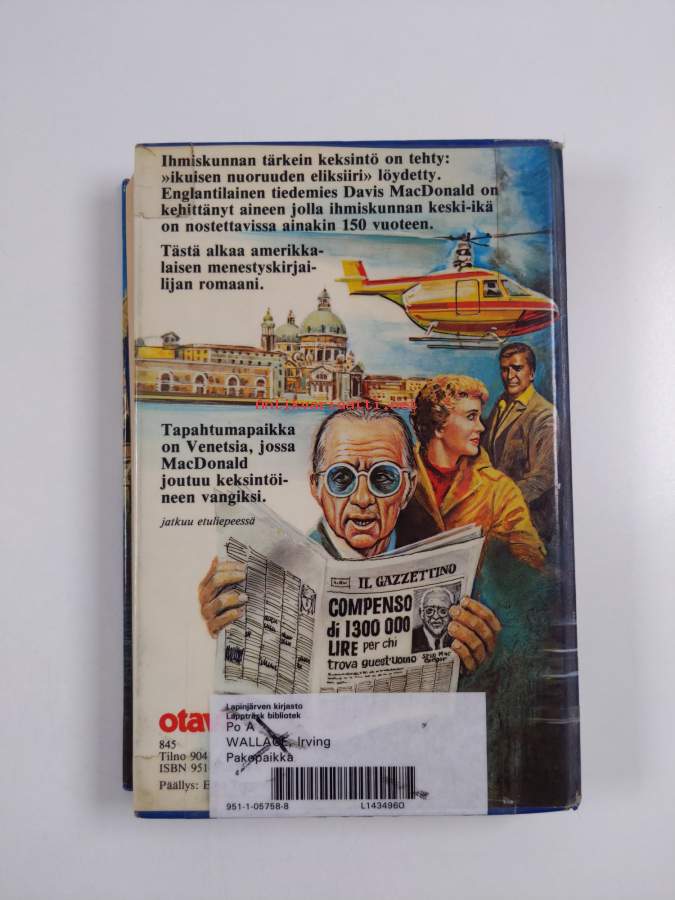 Ihmiskunnan tärkein keksintö on tehty:
»ikuisen nuoruuden eliksiiri» löydetty.
Englantilainen tiedemies Davis MacDonald on
kehittänyt aineen jolla ihmiskunnan keski-ikä
on nostettavissa ainakin 150 vuoteen.
Tästä alkaa amerikka-
laisen menestyskirjai-
lijan romaani.
antikvariaatti.net
Tapahtumapaikka
on Venetsia, jossa
MacDonald
joutuu keksintöi-
neen vangiksi.
jatkuu etuliepeessä
IL GAZZETTINO
COMPENSO
di 1300 000
LIRE per chi
trova quest'uomo
otav
845
Tilno 904
ISBN 951
Päällys: E
Lapinjärven kirjasto
Lappträsk bibliotek
Po A
WALLACE, Irving
Pakopaikka
951-1-05758-8 L1434960